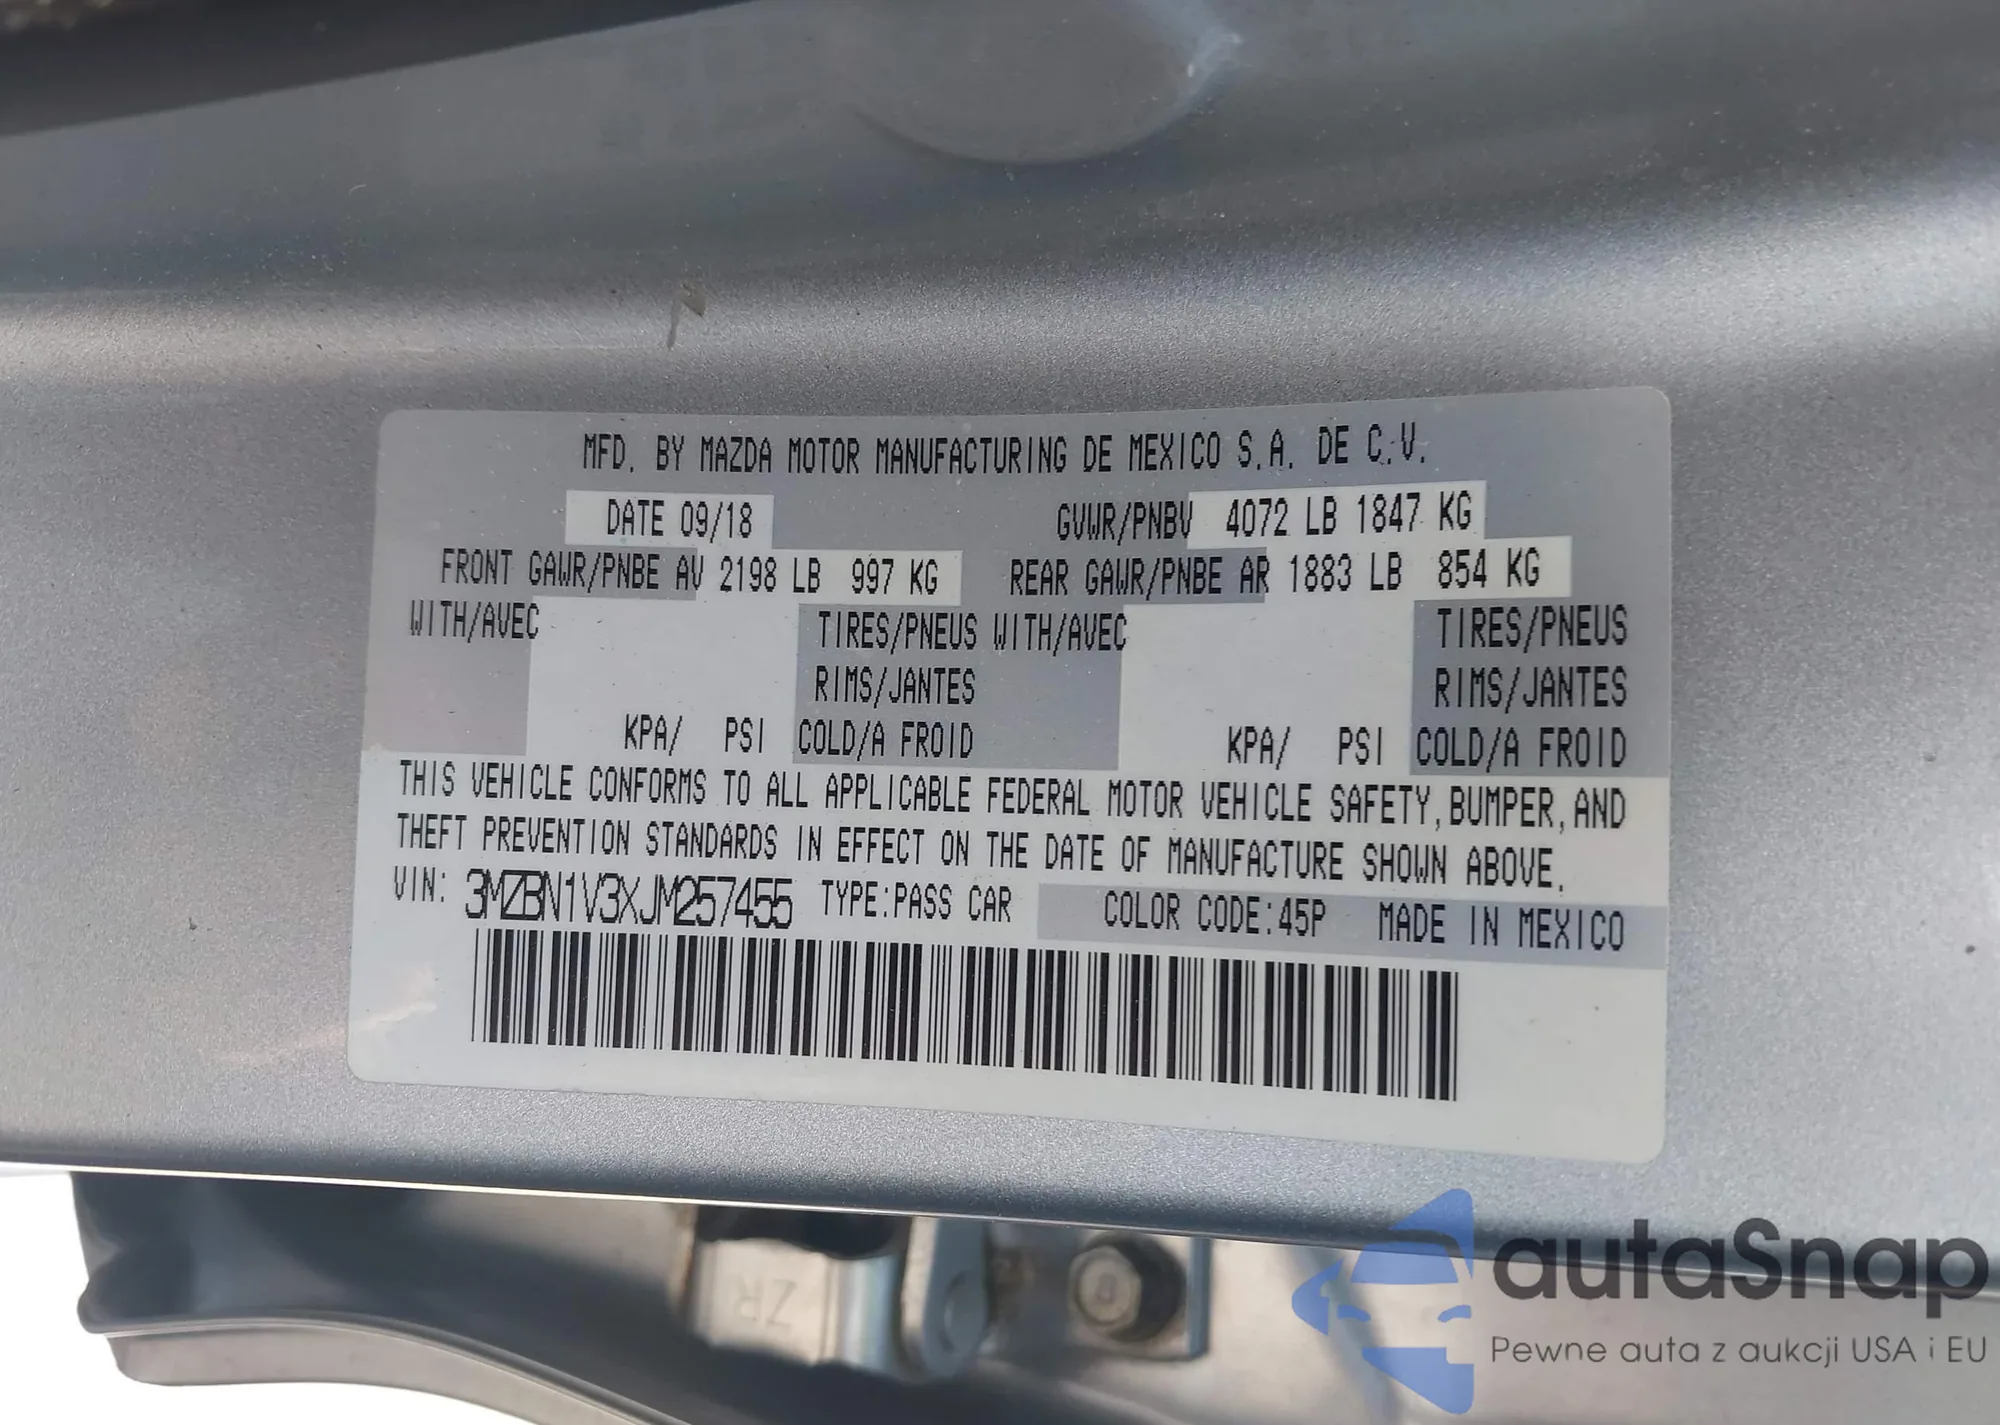 MFD. BY MAZDA MOTOR MANUFACTURING DE MEXICO S.A. DE C.V.
DATE 09/18 GVWR/PNBV 4072 LB 1847 KG
FRONT GAWR/PNBE AV 2198 LB 997 KG REAR GAWR/PNBE AR 1883 LB 854 KG
WITH/AVEC TIRES/PNEUS WITH/AVEC TIRES/PNEUS
RIMS/JANTES RIMS/JANTES
KPA/ PSI COLD/A FROID KPA/ PSI COLD/A FROID
THIS VEHICLE CONFORMS TO ALL APPLICABLE FEDERAL MOTOR VEHICLE SAFETY, BUMPER, AND
THEFT PREVENTION STANDARDS IN EFFECT ON THE DATE OF MANUFACTURE SHOWN ABOVE.
VIN: 3MZBN1V3XJM257455 TYPE:PASS CAR COLOR CODE:45P MADE IN MEXICO
ZR
autaSnap
Pewne auta z aukcji USA i EU